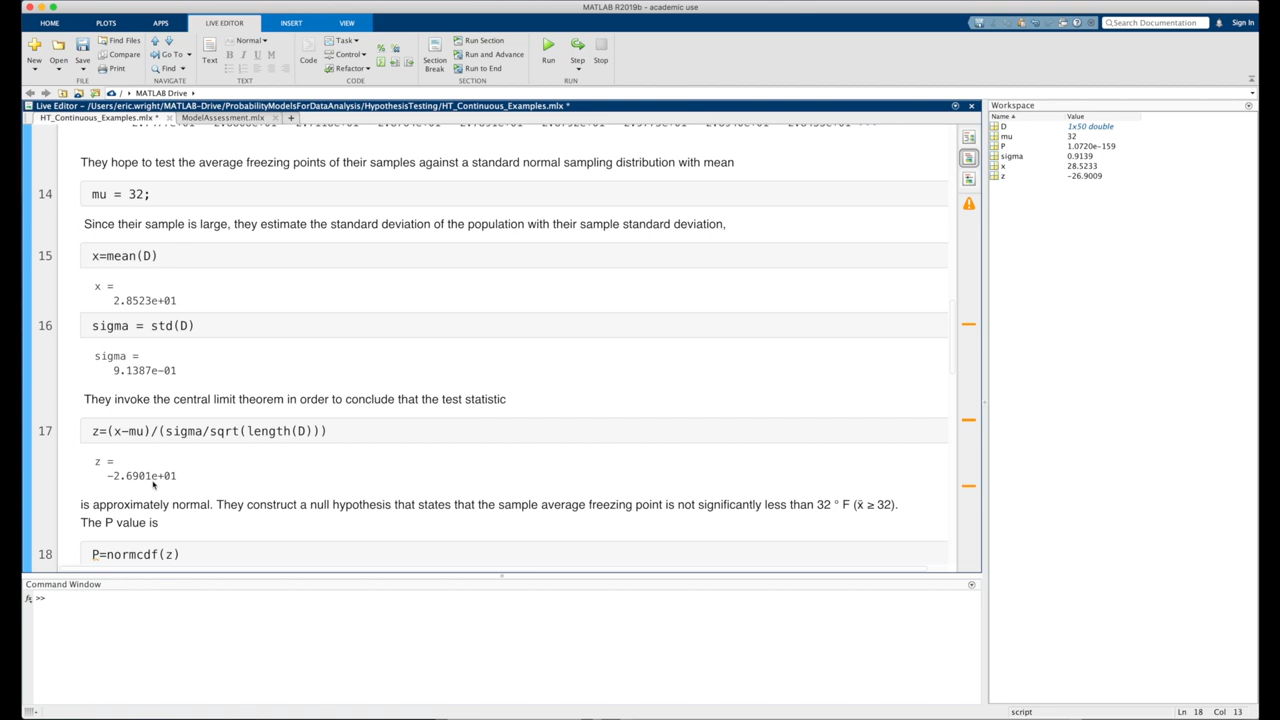 MATLAB R2019b - academic use
HOME PLOTS APPS LIVE EDITOR INSERT VIEW Search Documentation Sign In
New Open Save Find Files Compare Print Go To Find Text Normal B I U M Code Task Control Refactor Section Break Run Section Run and Advance Run to End Run Step Stop
FILE NAVIGATE TEXT CODE SECTION RUN
/ ▸ MATLAB Drive ▸
Live Editor - /Users/eric.wright/MATLAB-Drive/ProbabilityModelsForDataAnalysis/HypothesisTesting/HT_Continuous_Examples.mlx *
HT_Continuous_Examples.mlx * × ModelAssessment.mlx × +
They hope to test the average freezing points of their samples against a standard normal sampling distribution with mean
14 mu = 32;
Since their sample is large, they estimate the standard deviation of the population with their sample standard deviation,
15 x=mean(D)
x =
2.8523e+01
16 sigma = std(D)
sigma =
9.1387e-01
They invoke the central limit theorem in order to conclude that the test statistic
17 z=(x-mu)/(sigma/sqrt(length(D)))
z =
-2.6901e+01
is approximately normal. They construct a null hypothesis that states that the sample average freezing point is not significantly less than 32 ° F (ẍ ≥ 32).
The P value is
18 P=normcdf(z)
Command Window
fx >>
Workspace
Name ▲ Value
D 1x50 double
mu 32
P 1.0720e-159
sigma 0.9139
x 28.5233
z -26.9009
script Ln 18 Col 13